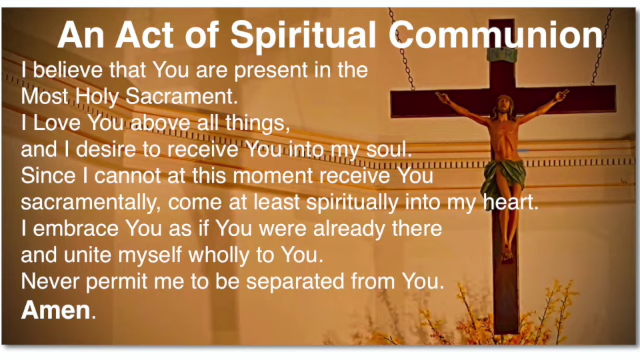 An Act of Spiritual Communion
I believe that You are present in the
Most Holy Sacrament.
I Love You above all things,
and I desire to receive You into my soul.
Since I cannot at this moment receive You
sacramentally, come at least spiritually into my heart.
I embrace You as if You were already there
and unite myself wholly to You.
Never permit me to be separated from You.
Amen.